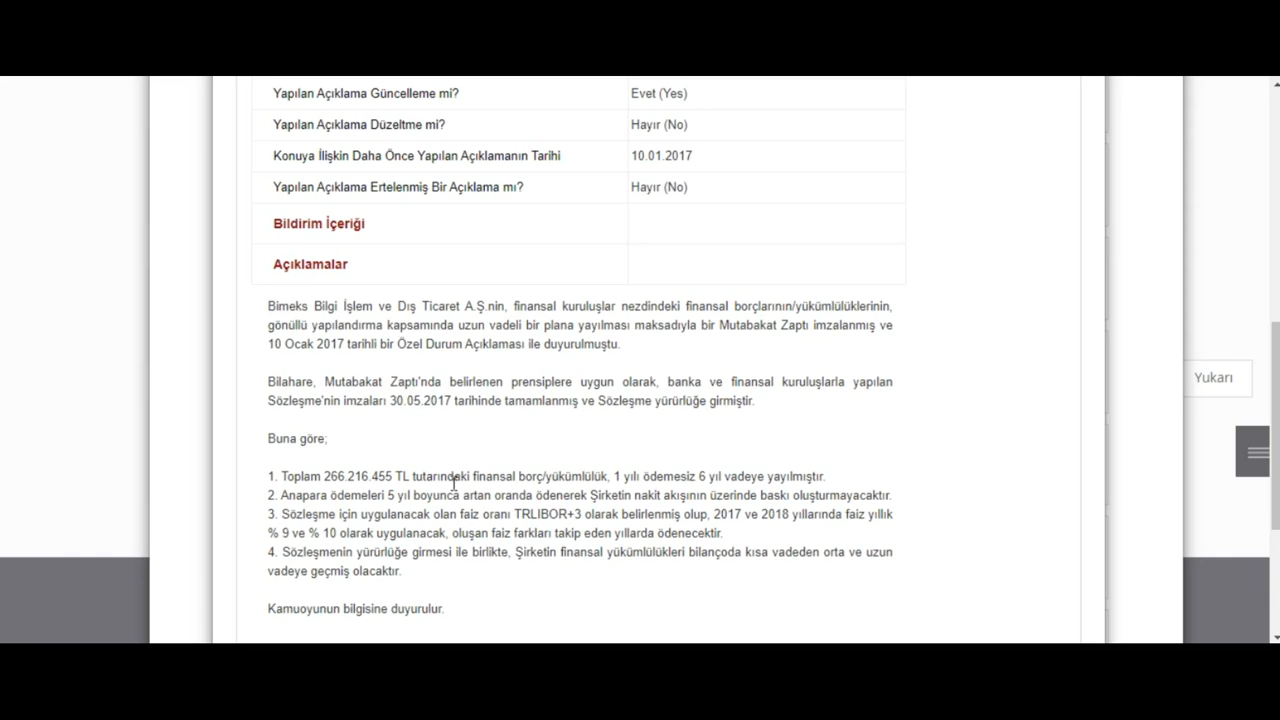 Yapılan Açıklama Güncelleme mi? Evet (Yes)
Yapılan Açıklama Düzeltme mi? Hayır (No)
Konuya İlişkin Daha Önce Yapılan Açıklamanın Tarihi 10.01.2017
Yapılan Açıklama Ertelenmiş Bir Açıklama mı? Hayır (No)
Bildirim İçeriği
Açıklamalar
Bimeks Bilgi İşlem ve Dış Ticaret A.Ş.nin, finansal kuruluşlar nezdindeki finansal borçlarının/yükümlülüklerinin,
gönüllü yapılandırma kapsamında uzun vadeli bir plana yayılması maksadıyla bir Mutabakat Zaptı imzalanmış ve
10 Ocak 2017 tarihli bir Özel Durum Açıklaması ile duyurulmuştu.
Bilahare, Mutabakat Zaptı'nda belirlenen prensiplere uygun olarak, banka ve finansal kuruluşlarla yapılan
Sözleşme'nin imzaları 30.05.2017 tarihinde tamamlanmış ve Sözleşme yürürlüğe girmiştir.
Buna göre;
1. Toplam 266.216.455 TL tutarındaki finansal borç/yükümlülük, 1 yılı ödemesiz 6 yıl vadeye yayılmıştır.
2. Anapara ödemeleri 5 yıl boyunca artan oranda ödenerek Şirketin nakit akışının üzerinde baskı oluşturmayacaktır.
3. Sözleşme için uygulanacak olan faiz oranı TRLIBOR+3 olarak belirlenmiş olup, 2017 ve 2018 yıllarında faiz yıllık
% 9 ve % 10 olarak uygulanacak, oluşan faiz farkları takip eden yıllarda ödenecektir.
4. Sözleşmenin yürürlüğe girmesi ile birlikte, Şirketin finansal yükümlülükleri bilançoda kısa vadeden orta ve uzun
vadeye geçmiş olacaktır.
Kamuoyunun bilgisine duyurulur.
Yukarı